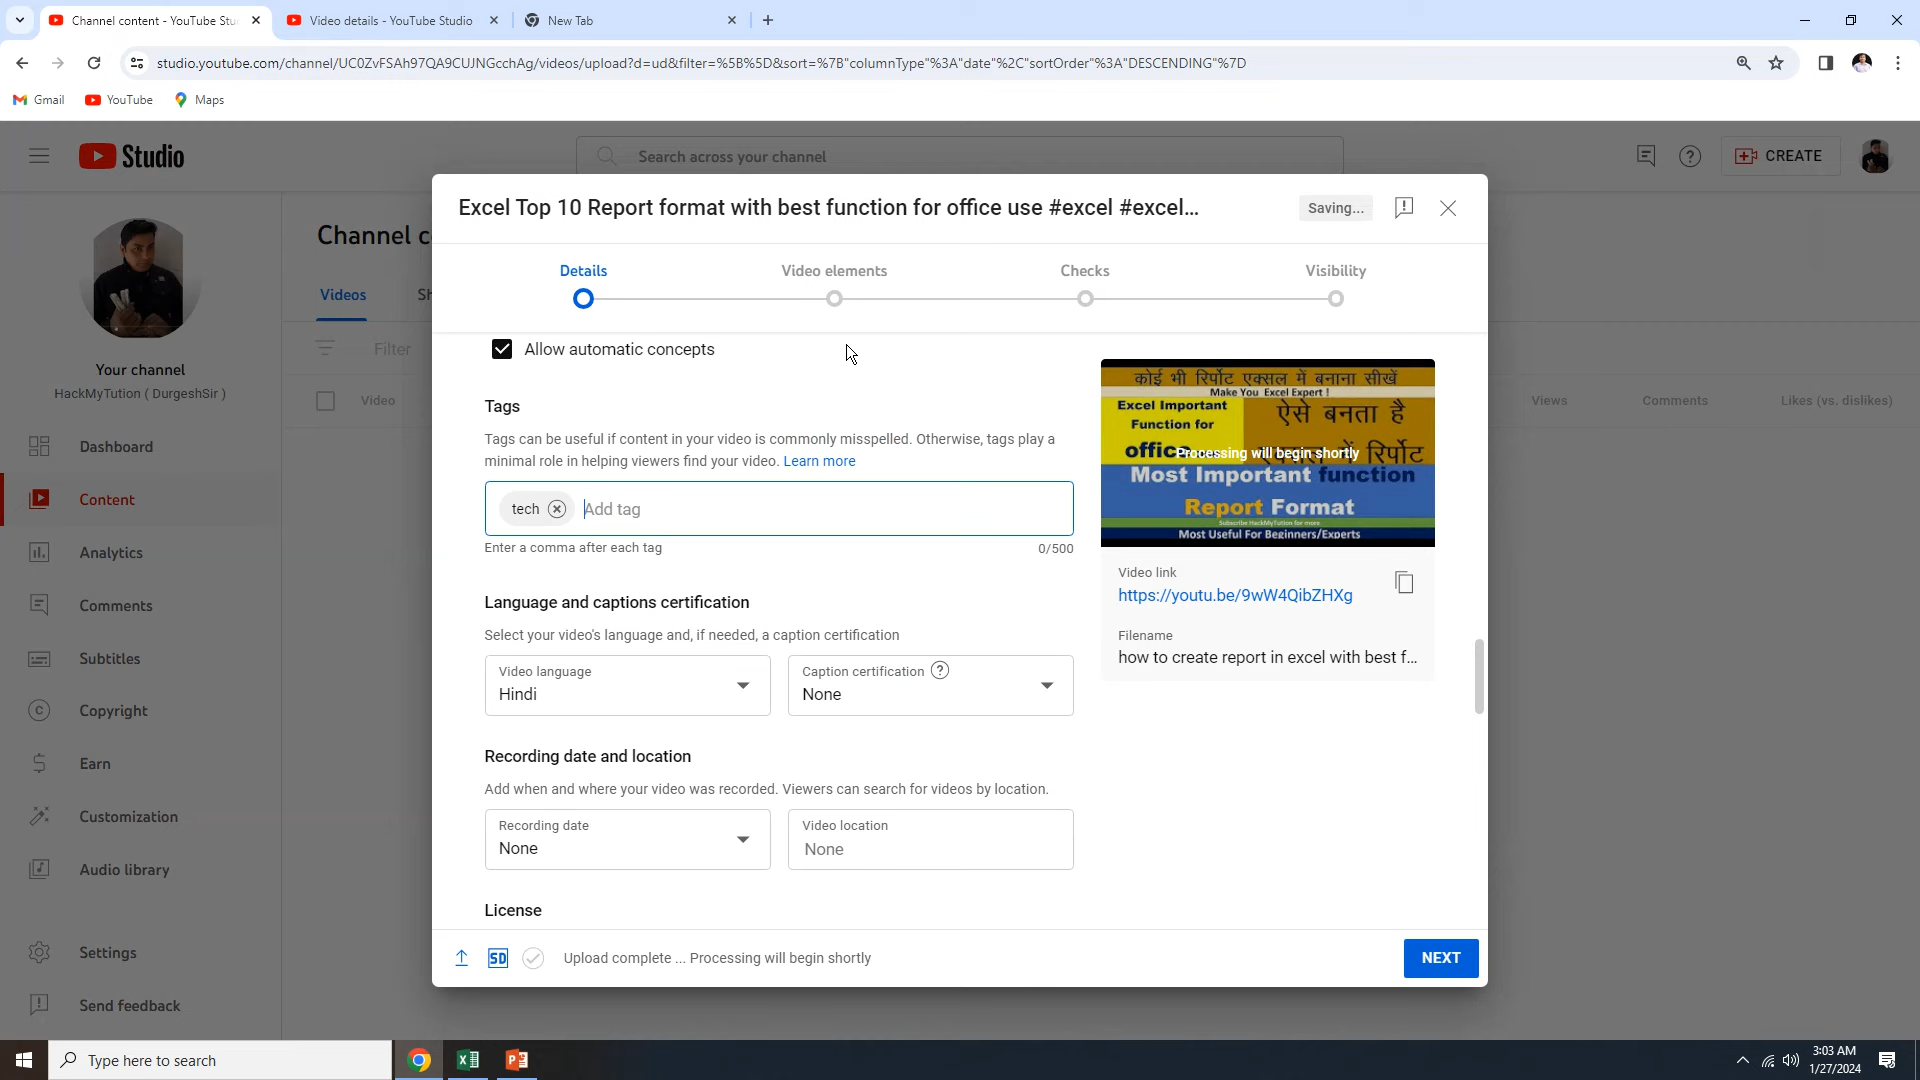 Channel content - YouTube Stu
Video details - YouTube Studio
New Tab
studio.youtube.com/channel/UC0ZvFSAh97QA9CUJNGcchAg/videos/upload?d=ud&filter=%5B%5D&sort=%7B"columnType"%3A"date"%2C"sortOrder"%3A"DESCENDING"%7D
Gmail
YouTube
Maps
Studio
Search across your channel
CREATE
Your channel
HackMyTution ( DurgeshSir )
Dashboard
Content
Analytics
Comments
Subtitles
Copyright
Earn
Customization
Audio library
Settings
Send feedback
Channel c
Videos
Sh
Filter
Video
Views
Comments
Likes (vs. dislikes)
Excel Top 10 Report format with best function for office use #excel #excel...
Saving...
Details
Video elements
Checks
Visibility
Allow automatic concepts
Tags
Tags can be useful if content in your video is commonly misspelled. Otherwise, tags play a
minimal role in helping viewers find your video. Learn more
tech
Add tag
Enter a comma after each tag
0/500
Language and captions certification
Select your video's language and, if needed, a caption certification
Video language
Hindi
Caption certification
None
Recording date and location
Add when and where your video was recorded. Viewers can search for videos by location.
Recording date
None
Video location
None
License
कोई भी रिपोर्ट एक्सल में बनाना सीखें
Make You Excel Expert !
Excel Important
Function for
office
ऐसे बनता है
एक्सल में रिपोर्ट
Processing will begin shortly
Most Important function
Report Format
Subscribe HackMyTution for more
Most Useful For Beginners/Experts
Video link
https://youtu.be/9wW4QibZHXg
Filename
how to create report in excel with best f...
SD
Upload complete ... Processing will begin shortly
NEXT
Type here to search
3:03 AM
1/27/2024